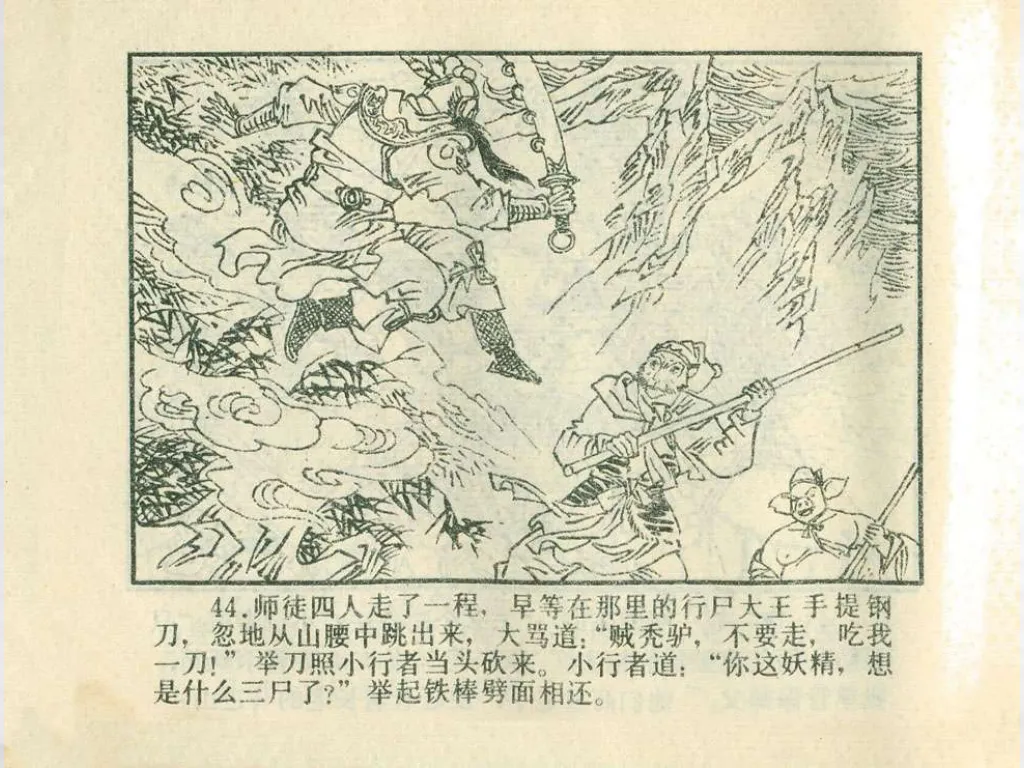 44.师徒四人走了一程，早等在那里的行尸大王手提钢
刀，忽地从山腰中跳出来，大骂道：“贼秃驴，不要走，吃我
一刀！”举刀照小行者当头砍来。小行者道：“你这妖精，想
是什么三尸了？”举起铁棒劈面相还。